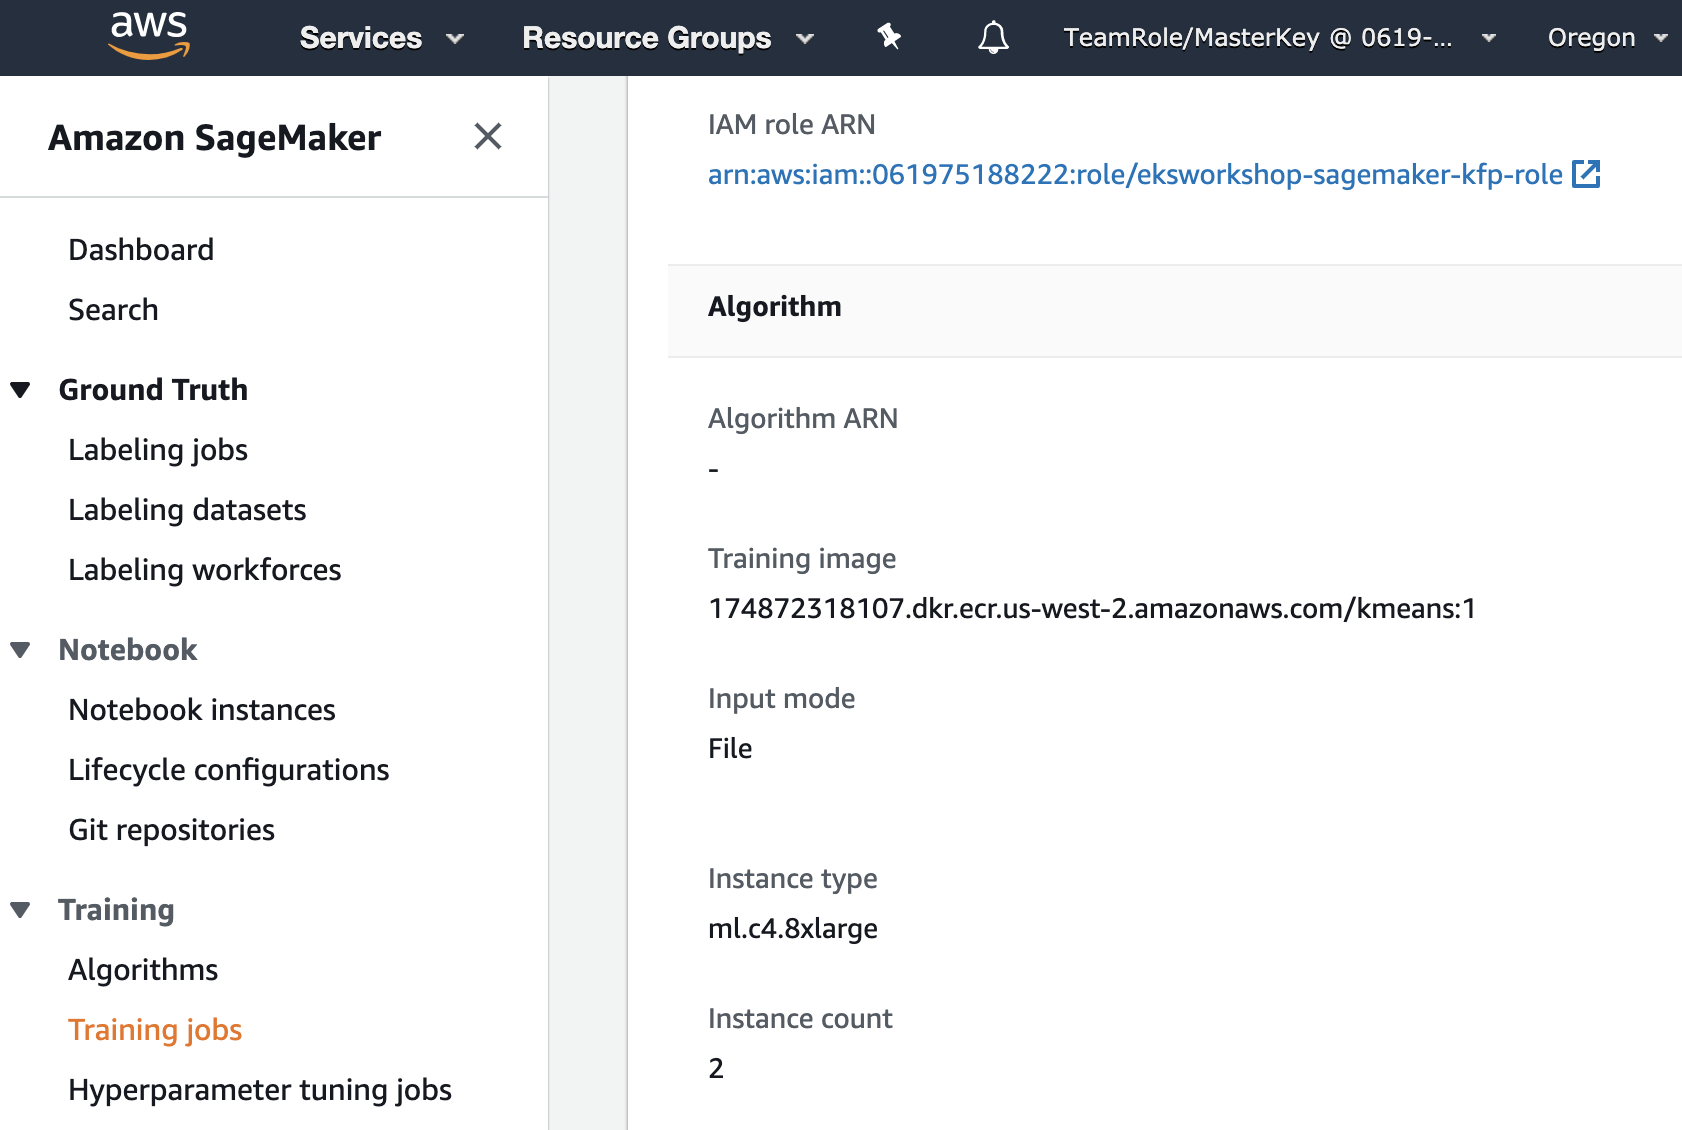 aws
Services
Resource Groups
TeamRole/MasterKey @ 0619-...
Oregon
Amazon SageMaker
Dashboard
Search
Ground Truth
Labeling jobs
Labeling datasets
Labeling workforces
Notebook
Notebook instances
Lifecycle configurations
Git repositories
Training
Algorithms
Training jobs
Hyperparameter tuning jobs
IAM role ARN
arn:aws:iam::061975188222:role/eksworkshop-sagemaker-kfp-role
Algorithm
Algorithm ARN
-
Training image
174872318107.dkr.ecr.us-west-2.amazonaws.com/kmeans:1
Input mode
File
Instance type
ml.c4.8xlarge
Instance count
2